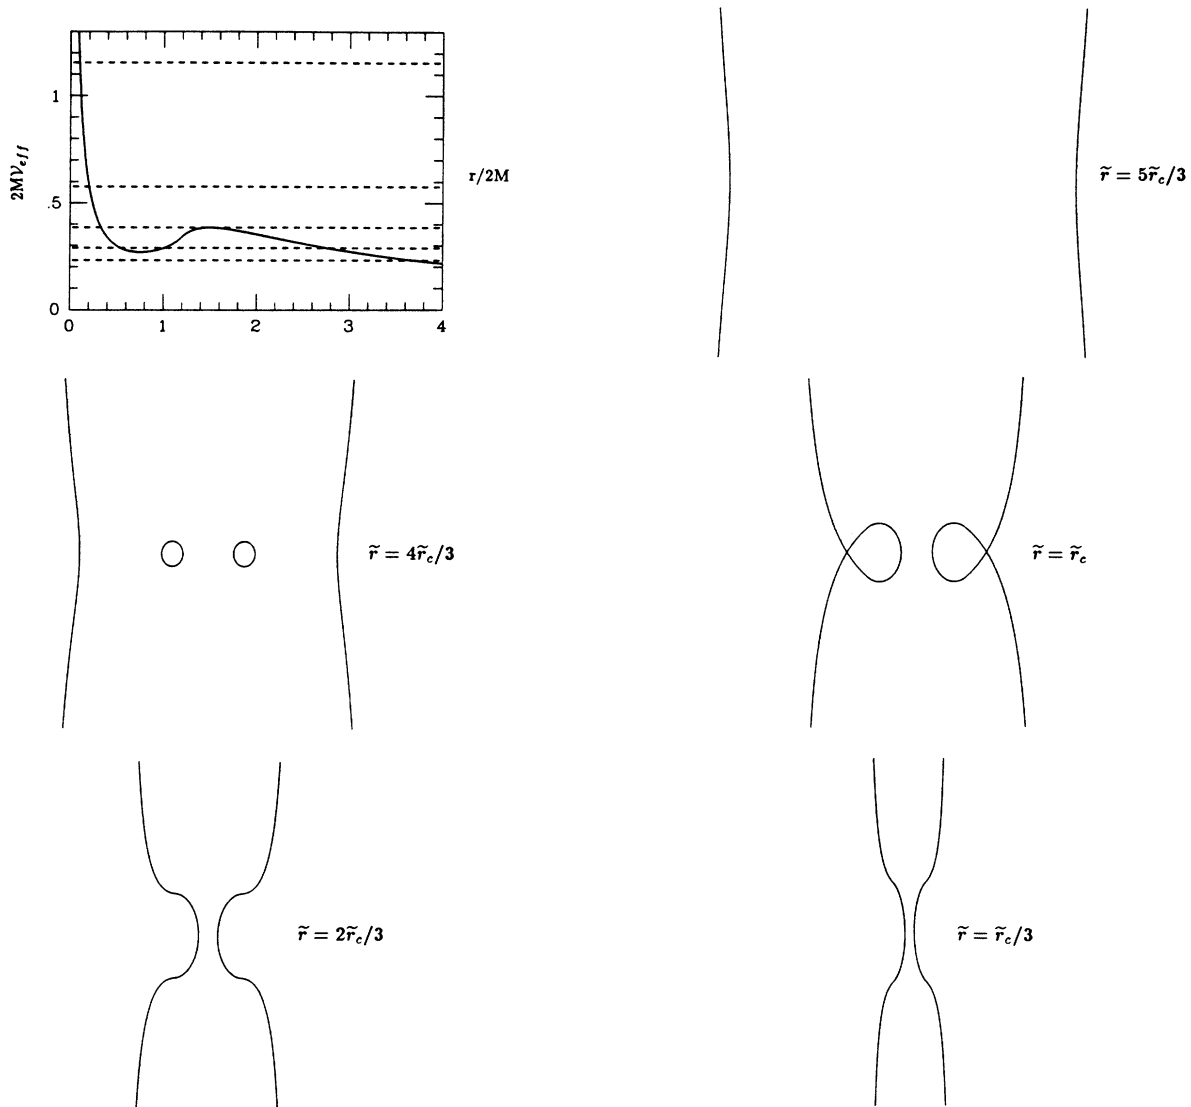 2MV_eff
1
.5
0
0 1 2 3 4
r/2M
r̃ = 5r̃_c/3
r̃ = 4r̃_c/3
r̃ = r̃_c
r̃ = 2r̃_c/3
r̃ = r̃_c/3